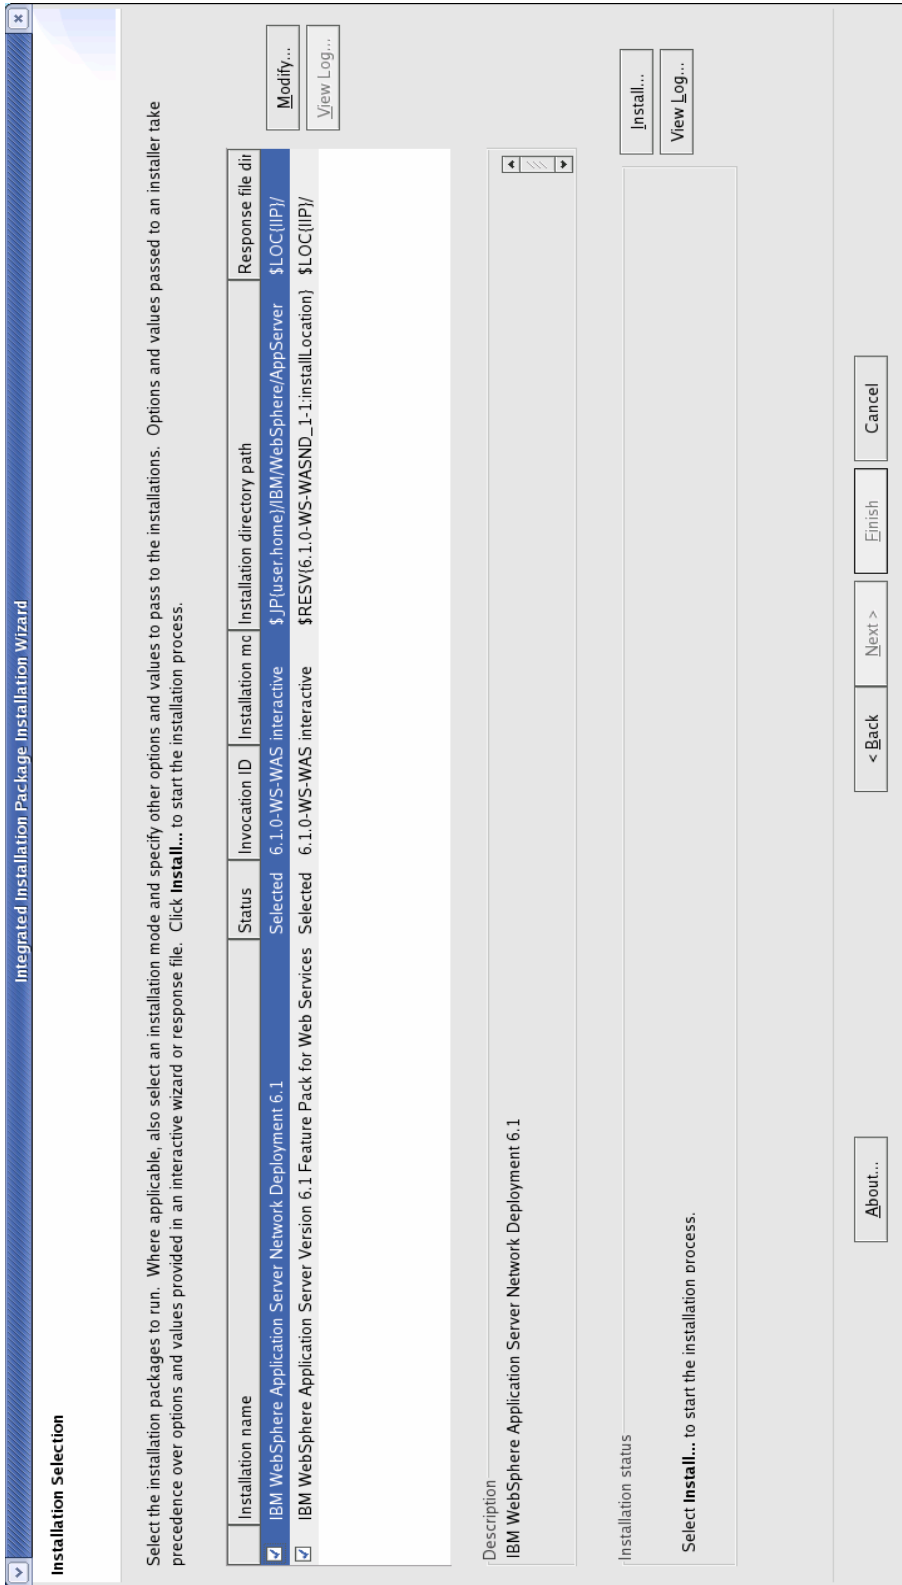 Integrated Installation Package Installation Wizard
Installation Selection
Select the installation packages to run. Where applicable, also select an installation mode and specify other options and values to pass to the installations. Options and values passed to an installer take
precedence over options and values provided in an interactive wizard or response file. Click Install... to start the installation process.
Installation name Status Invocation ID Installation mo Installation directory path Response file dir
IBM WebSphere Application Server Network Deployment 6.1 Selected 6.1.0-WS-WAS interactive $JP{user.home}/IBM/WebSphere/AppServer $LOC{IIP}/
IBM WebSphere Application Server Version 6.1 Feature Pack for Web Services Selected 6.1.0-WS-WAS interactive $RESV{6.1.0-WS-WASND_1-1:installLocation} $LOC{IIP}/
Modify...
View Log...
Description
IBM WebSphere Application Server Network Deployment 6.1
Installation status
Select Install... to start the installation process.
Install...
View Log...
About... < Back Next > Finish Cancel